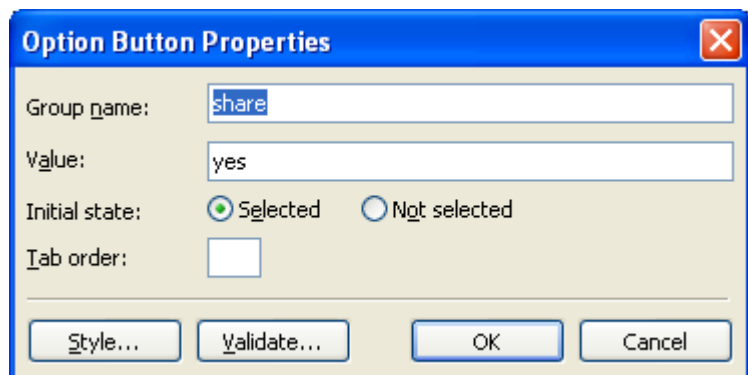 Option Button Properties
Group name: share
Value: yes
Initial state: Selected Not selected
Tab order:
Style... Validate... OK Cancel